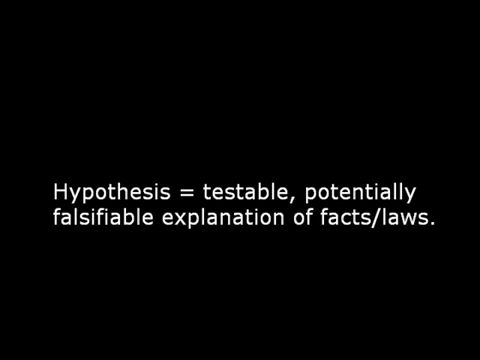 Hypothesis = testable, potentially
falsifiable explanation of facts/laws.